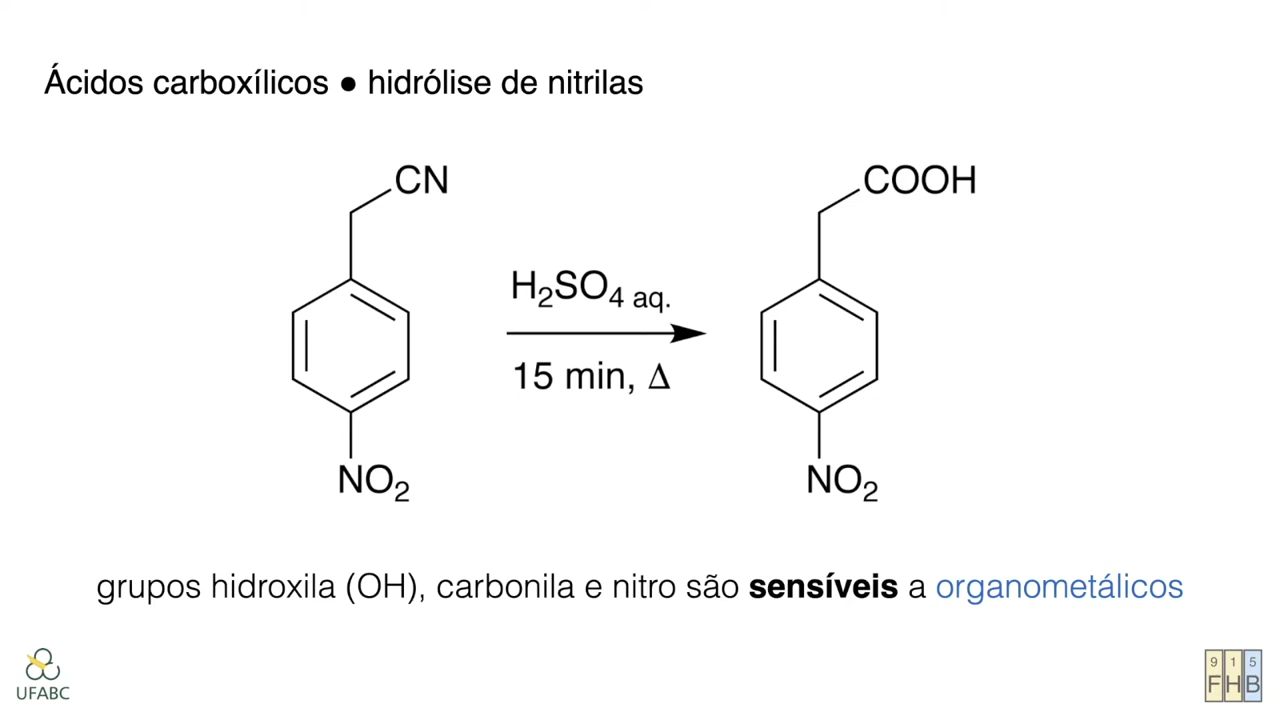 Ácidos carboxílicos ● hidrólise de nitrilas
CN
COOH
H₂SO₄ aq.
15 min, Δ
NO₂
NO₂
grupos hidroxila (OH), carbonila e nitro são sensíveis a organometálicos
UFABC
9 1 5
F H B